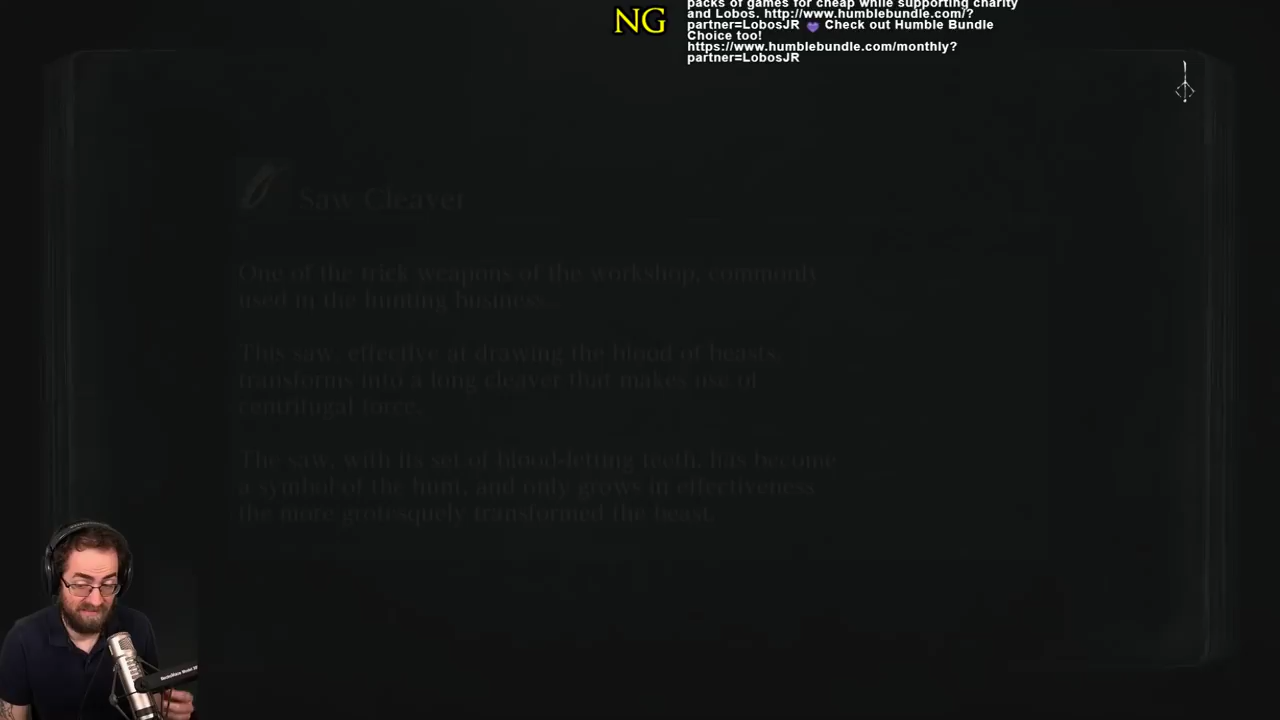 packs of games for cheap while supporting charity
and Lobos. http://www.humblebundle.com/?
partner=LobosJR 💜 Check out Humble Bundle
Choice too!
https://www.humblebundle.com/monthly?
partner=LobosJR
NG
Saw Cleaver
One of the trick weapons of the workshop, commonly
used in the hunting business.
This saw, effective at drawing the blood of beasts,
transforms into a long cleaver that makes use of
centrifugal force.
The saw, with its set of blood-letting teeth, has become
a symbol of the hunt, and only grows in effectiveness
the more grotesquely transformed the beast.